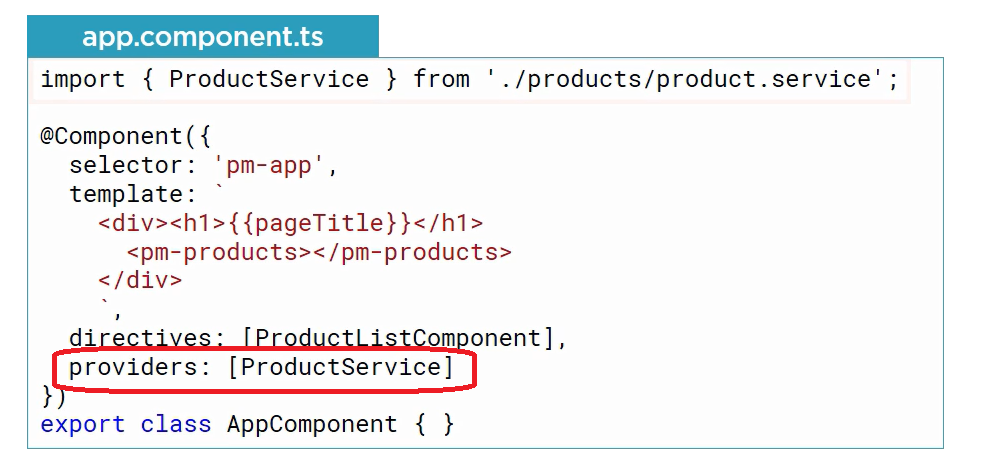 app.component.ts
import { ProductService } from './products/product.service';
@Component({
selector: 'pm-app',
template: `
<div><h1>{{pageTitle}}</h1>
<pm-products></pm-products>
</div>
`,
directives: [ProductListComponent],
providers: [ProductService]
})
export class AppComponent { }